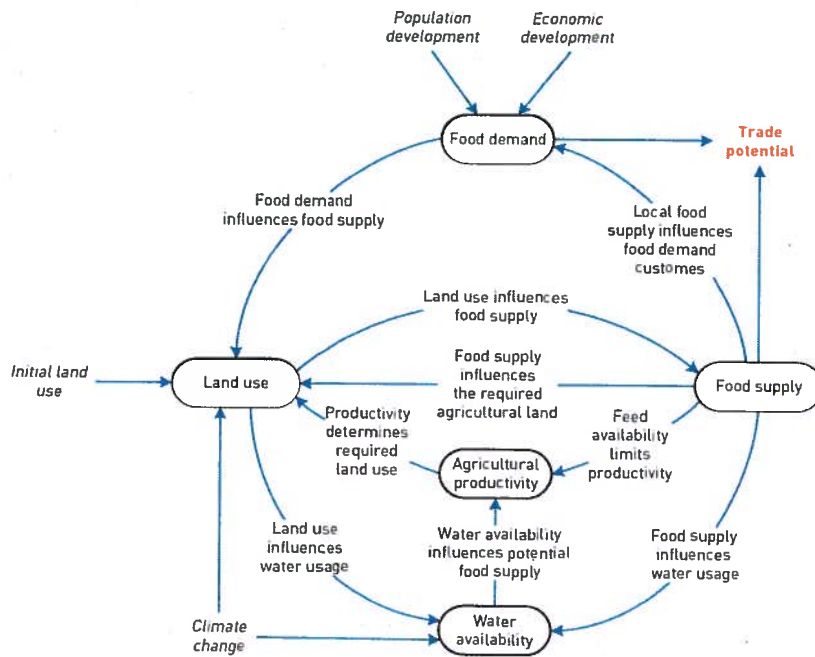 Population
development
Economic
development
Food demand
Trade
potential
Food demand
influences food supply
Local food
supply influences
food demand
customes
Land use influences
food supply
Initial land
use
Land use
Food supply
influences
the required
agricultural land
Food supply
Productivity
determines
required
land use
Feed
availability
limits
productivity
Agricultural
productivity
Land use
influences
water usage
Water availability
influences potential
food supply
Food supply
influences
water usage
Climate
change
Water
availability